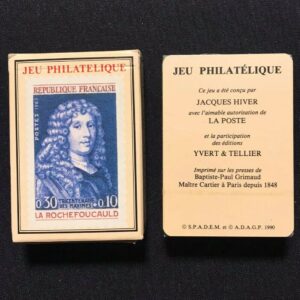 JEU PHILATELIQUE
REPUBLIQUE FRANÇAISE
POSTES 1965
0,30 TRICENTENAIRE DES MAXIMES +0,10
LA ROCHEFOUCAULD
JEU PHILATÉLIQUE
Ce jeu a été conçu par
JACQUES HIVER
avec l'aimable autorisation de
LA POSTE
et la participation
des éditions
YVERT & TELLIER
Imprimé sur les presses de
Baptiste-Paul Grimaud
Maître Cartier à Paris depuis 1848
© S.P.A.D.E.M. et © A.D.A.G.P. 1990